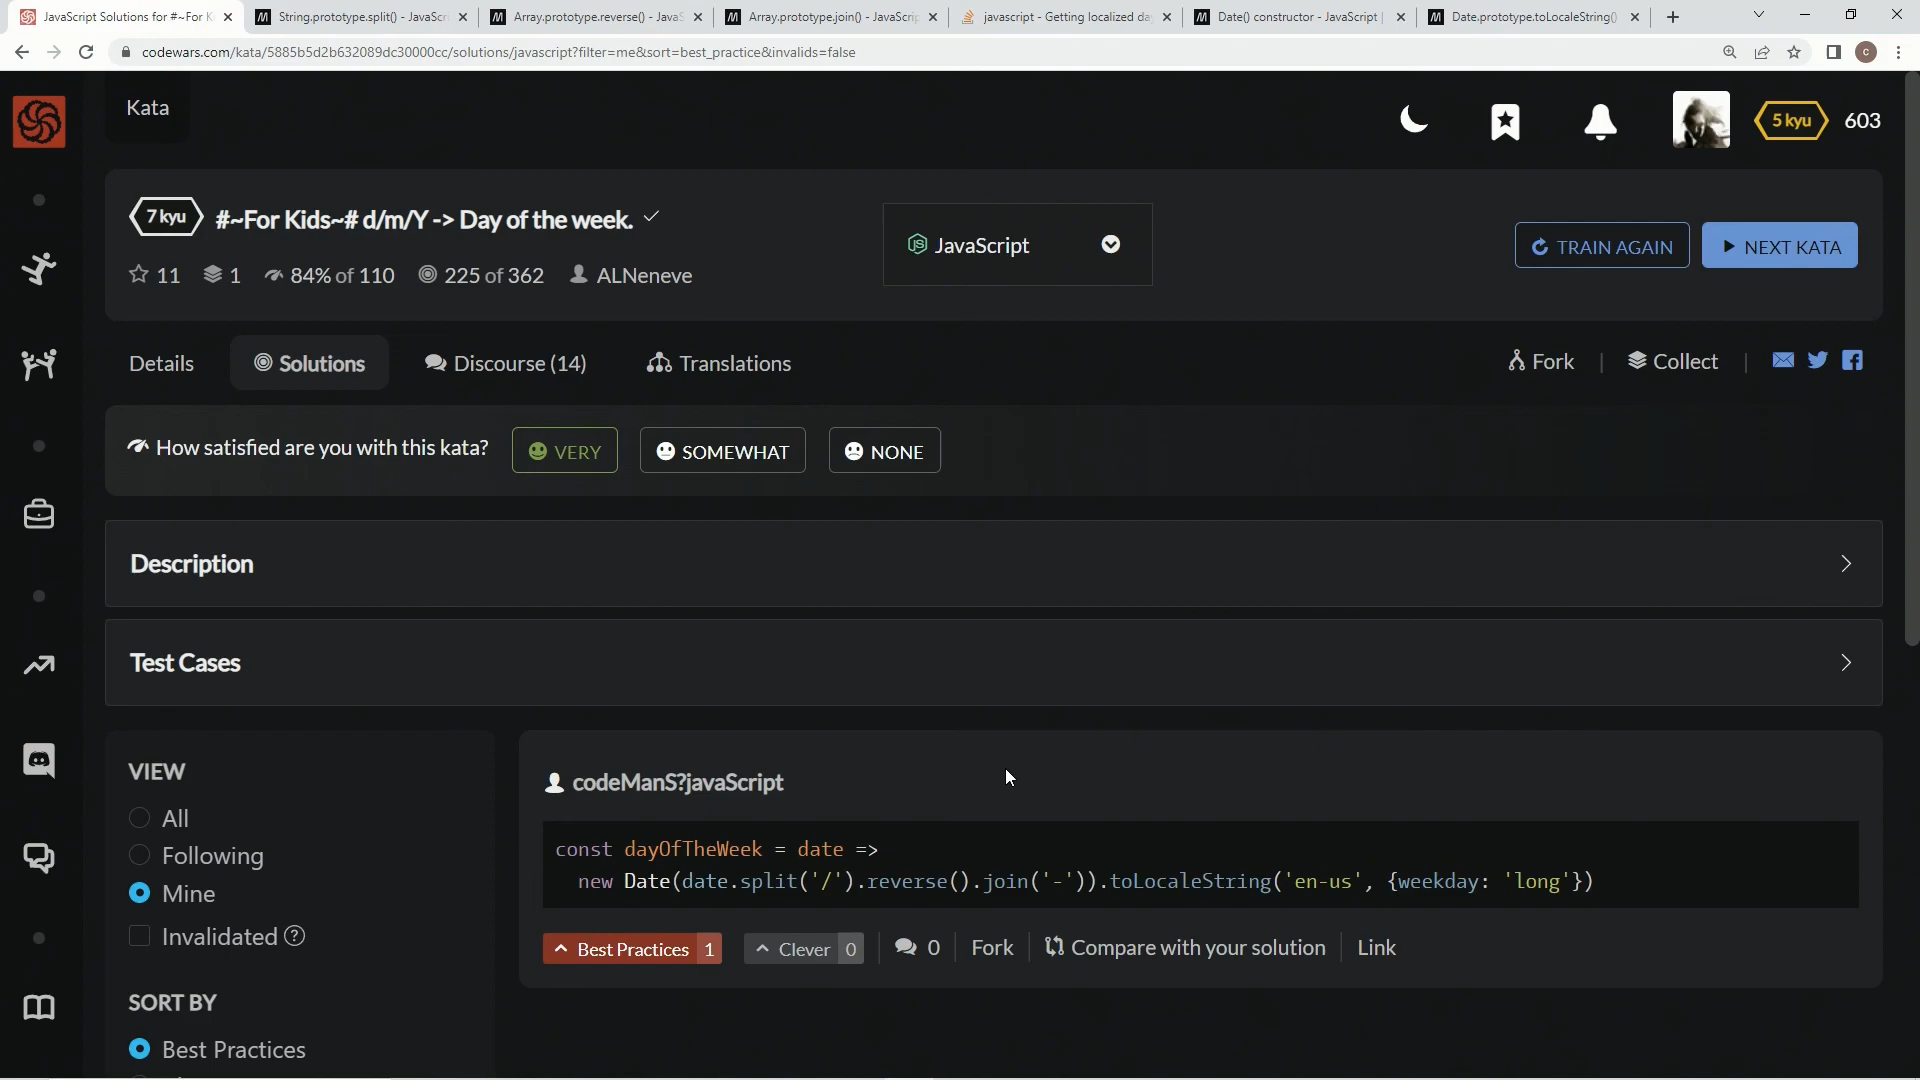 JavaScript Solutions for #~For K
String.prototype.split() - JavaScri
Array.prototype.reverse() - JavaS
Array.prototype.join() - JavaScrip
javascript - Getting localized da
Date() constructor - JavaScript |
Date.prototype.toLocaleString()
codewars.com/kata/5885b5d2b632089dc30000cc/solutions/javascript?filter=me&sort=best_practice&invalids=false
C
Kata
5 kyu
603
7 kyu
#~For Kids~# d/m/Y -> Day of the week.
11
1
84% of 110
225 of 362
ALNeneve
JS
JavaScript
TRAIN AGAIN
NEXT KATA
Details
Solutions
Discourse (14)
Translations
Fork
Collect
How satisfied are you with this kata?
VERY
SOMEWHAT
NONE
Description
Test Cases
VIEW
All
Following
Mine
Invalidated ?
SORT BY
Best Practices
codeManS?javaScript
const dayOfTheWeek = date =>
new Date(date.split('/').reverse().join('-')).toLocaleString('en-us', {weekday: 'long'})
Best Practices 1
Clever 0
0
Fork
Compare with your solution
Link